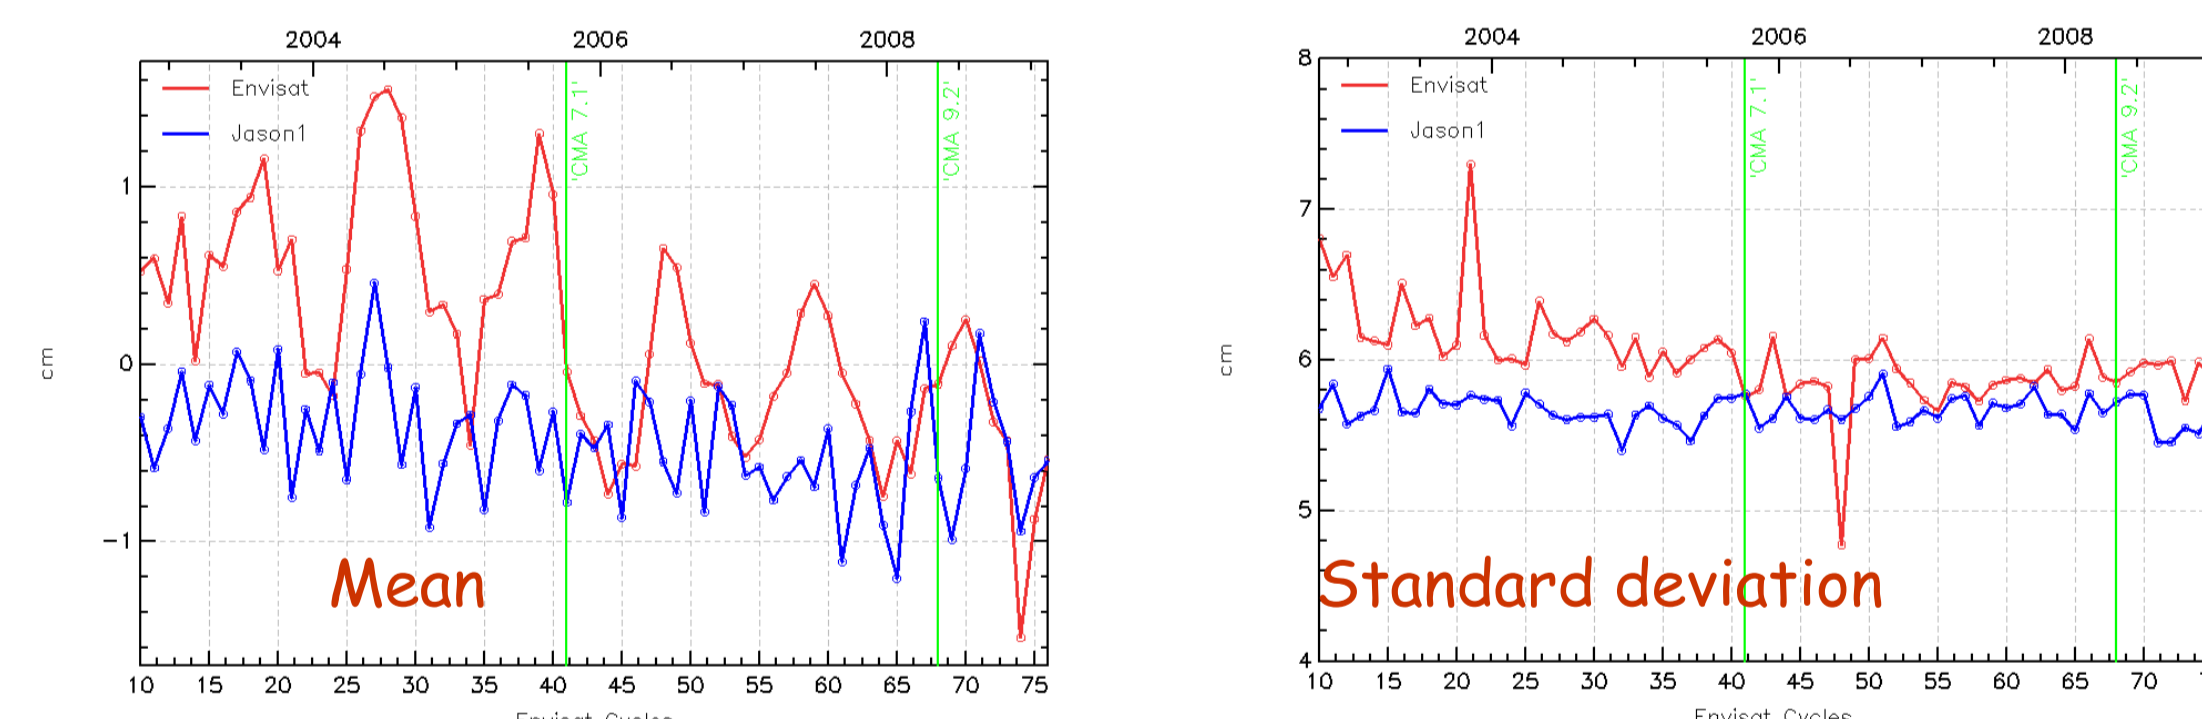 2004 2006 2008
Envisat
Jason1
'CMA 7.1'
'CMA 9.2'
cm
1
0
−1
Mean
10 15 20 25 30 35 40 45 50 55 60 65 70 75
Envisat Cycles
2004 2006 2008
Envisat
Jason1
'CMA 7.1'
'CMA 9.2'
cm
8
7
6
5
4
Standard deviation
10 15 20 25 30 35 40 45 50 55 60 65 70
Envisat Cycles